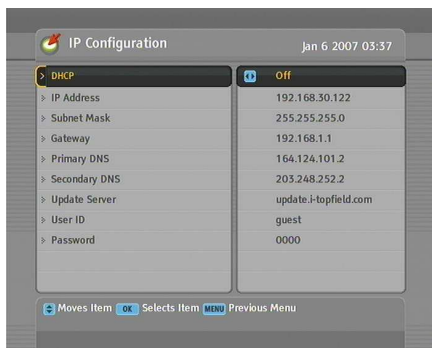 IP Configuration
Jan 6 2007 03:37
DHCP Off
IP Address 192.168.30.122
Subnet Mask 255.255.255.0
Gateway 192.168.1.1
Primary DNS 164.124.101.2
Secondary DNS 203.248.252.2
Update Server update.i-topfield.com
User ID guest
Password 0000
Moves Item OK Selects Item MENU Previous Menu